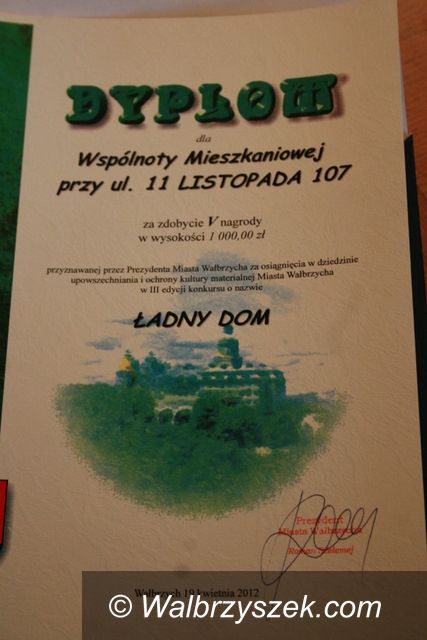 DYPLOM
dla
Wspólnoty Mieszkaniowej
przy ul. 11 LISTOPADA 107
za zdobycie V nagrody
w wysokości 1 000,00 zł
przyznawanej przez Prezydenta Miasta Wałbrzycha za osiągnięcia w dziedzinie
upowszechniania i ochrony kultury materialnej Miasta Wałbrzycha
w III edycji konkursu o nazwie
ŁADNY DOM
Prezydent
Miasta Wałbrzycha
Roman Szełemej
Wałbrzych 19 kwietnia 2012
© Walbrzyszek.com